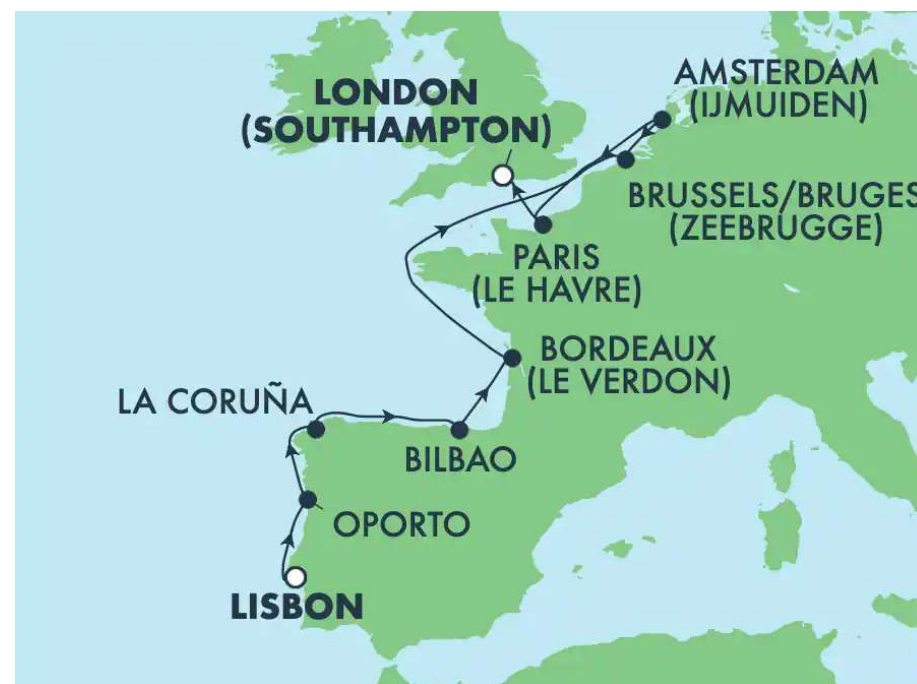 AMSTERDAM
(IJMUIDEN)
LONDON
(SOUTHAMPTON)
BRUSSELS/BRUGES
(ZEEBRUGGE)
PARIS
(LE HAVRE)
BORDEAUX
(LE VERDON)
LA CORUÑA
BILBAO
OPORTO
LISBON